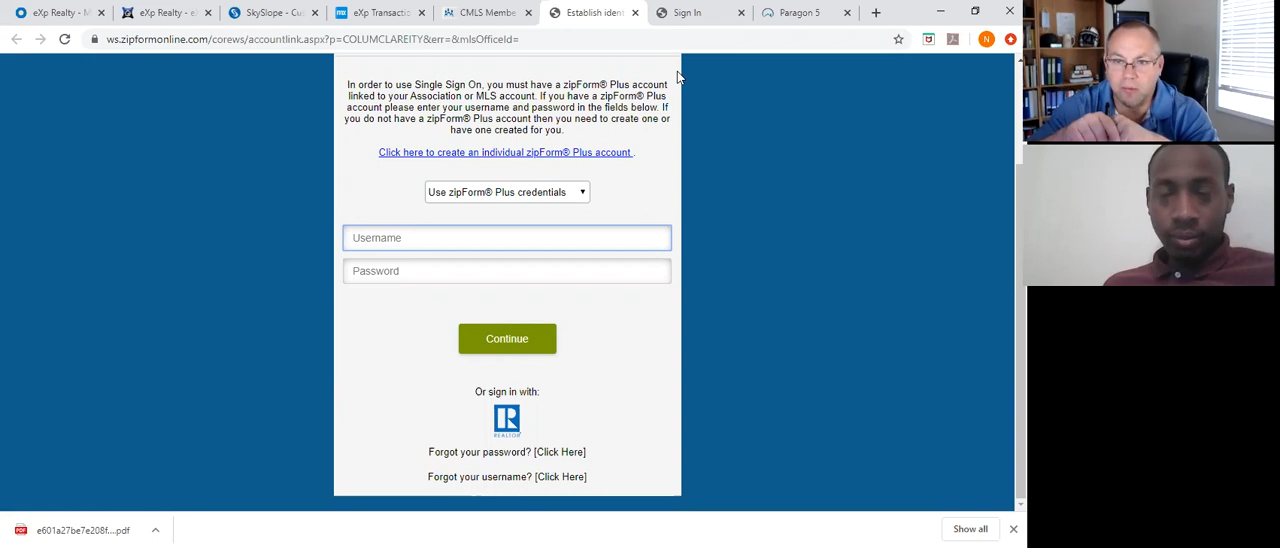 eXp Realty - M
eXp Realty - e
SkySlope - Cus
eXp Transactio
CMLS Membe
Establish ident
Sign In
Paragon 5
ws.zipformonline.com/corews/accountlink.aspx?p=COLUMCLAREITY&err=&mlsOfficeId=
N
In order to use Single Sign On, you must have a zipForm® Plus account
linked to your Association or MLS account. If you have a zipForm® Plus
account please enter your username and password in the fields below. If
you do not have a zipForm® Plus account then you need to create one or
have one created for you.
Click here to create an individual zipForm® Plus account .
Use zipForm® Plus credentials
Username
Password
Continue
Or sign in with:
R
REALTOR
Forgot your password? [Click Here]
Forgot your username? [Click Here]
PDF e601a27be7e208f....pdf
Show all